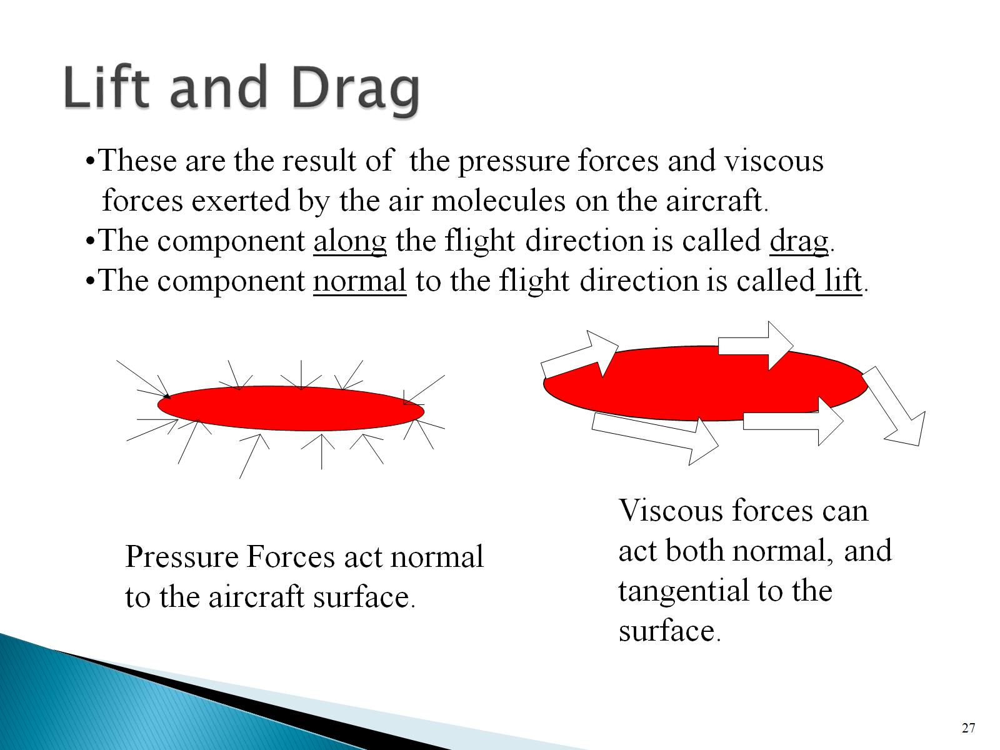 Lift and Drag
•These are the result of  the pressure forces and viscous
forces exerted by the air molecules on the aircraft.
•The component along the flight direction is called drag.
•The component normal to the flight direction is called lift.
Pressure Forces act normal
to the aircraft surface.
Viscous forces can
act both normal, and
tangential to the
surface.
27